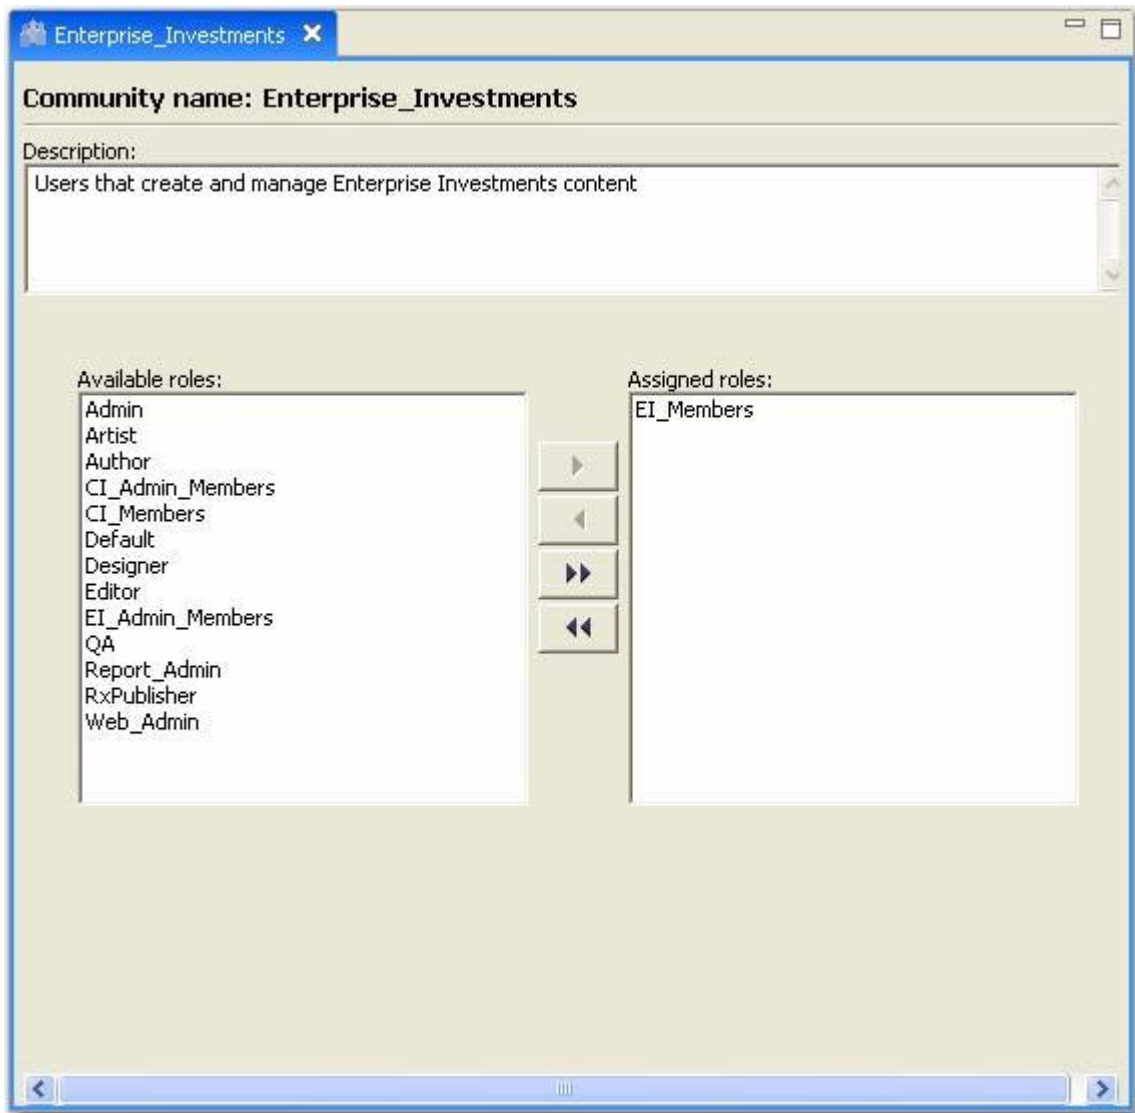 Enterprise_Investments
Community name: Enterprise_Investments
Description:
Users that create and manage Enterprise Investments content
Available roles:
Admin
Artist
Author
CI_Admin_Members
CI_Members
Default
Designer
Editor
EI_Admin_Members
QA
Report_Admin
RxPublisher
Web_Admin
Assigned roles:
EI_Members